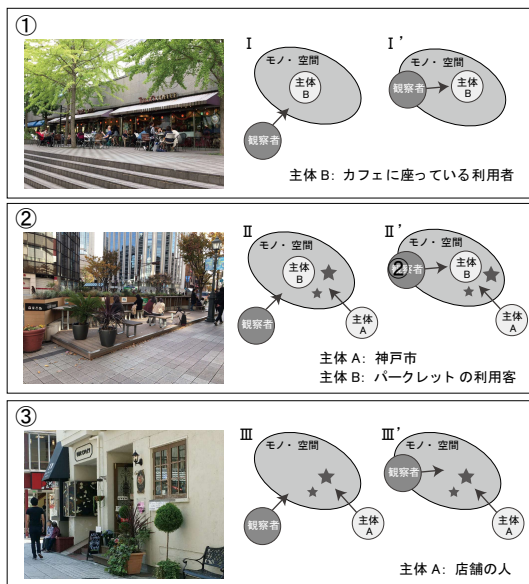 ①
Ⅰ
モノ・空間
主体
B
観察者
Ⅰ’
モノ・空間
観察者
主体
B
主体 B: カフェに座っている利用者
②
Ⅱ
モノ・空間
主体
B
観察者
主体
A
Ⅱ’
モノ・空間
観察者
②
主体
B
主体
A
主体 A: 神戸市
主体 B: パークレットの利用客
③
Ⅲ
モノ・空間
観察者
主体
A
Ⅲ’
モノ・空間
観察者
主体
A
主体 A: 店舗の人